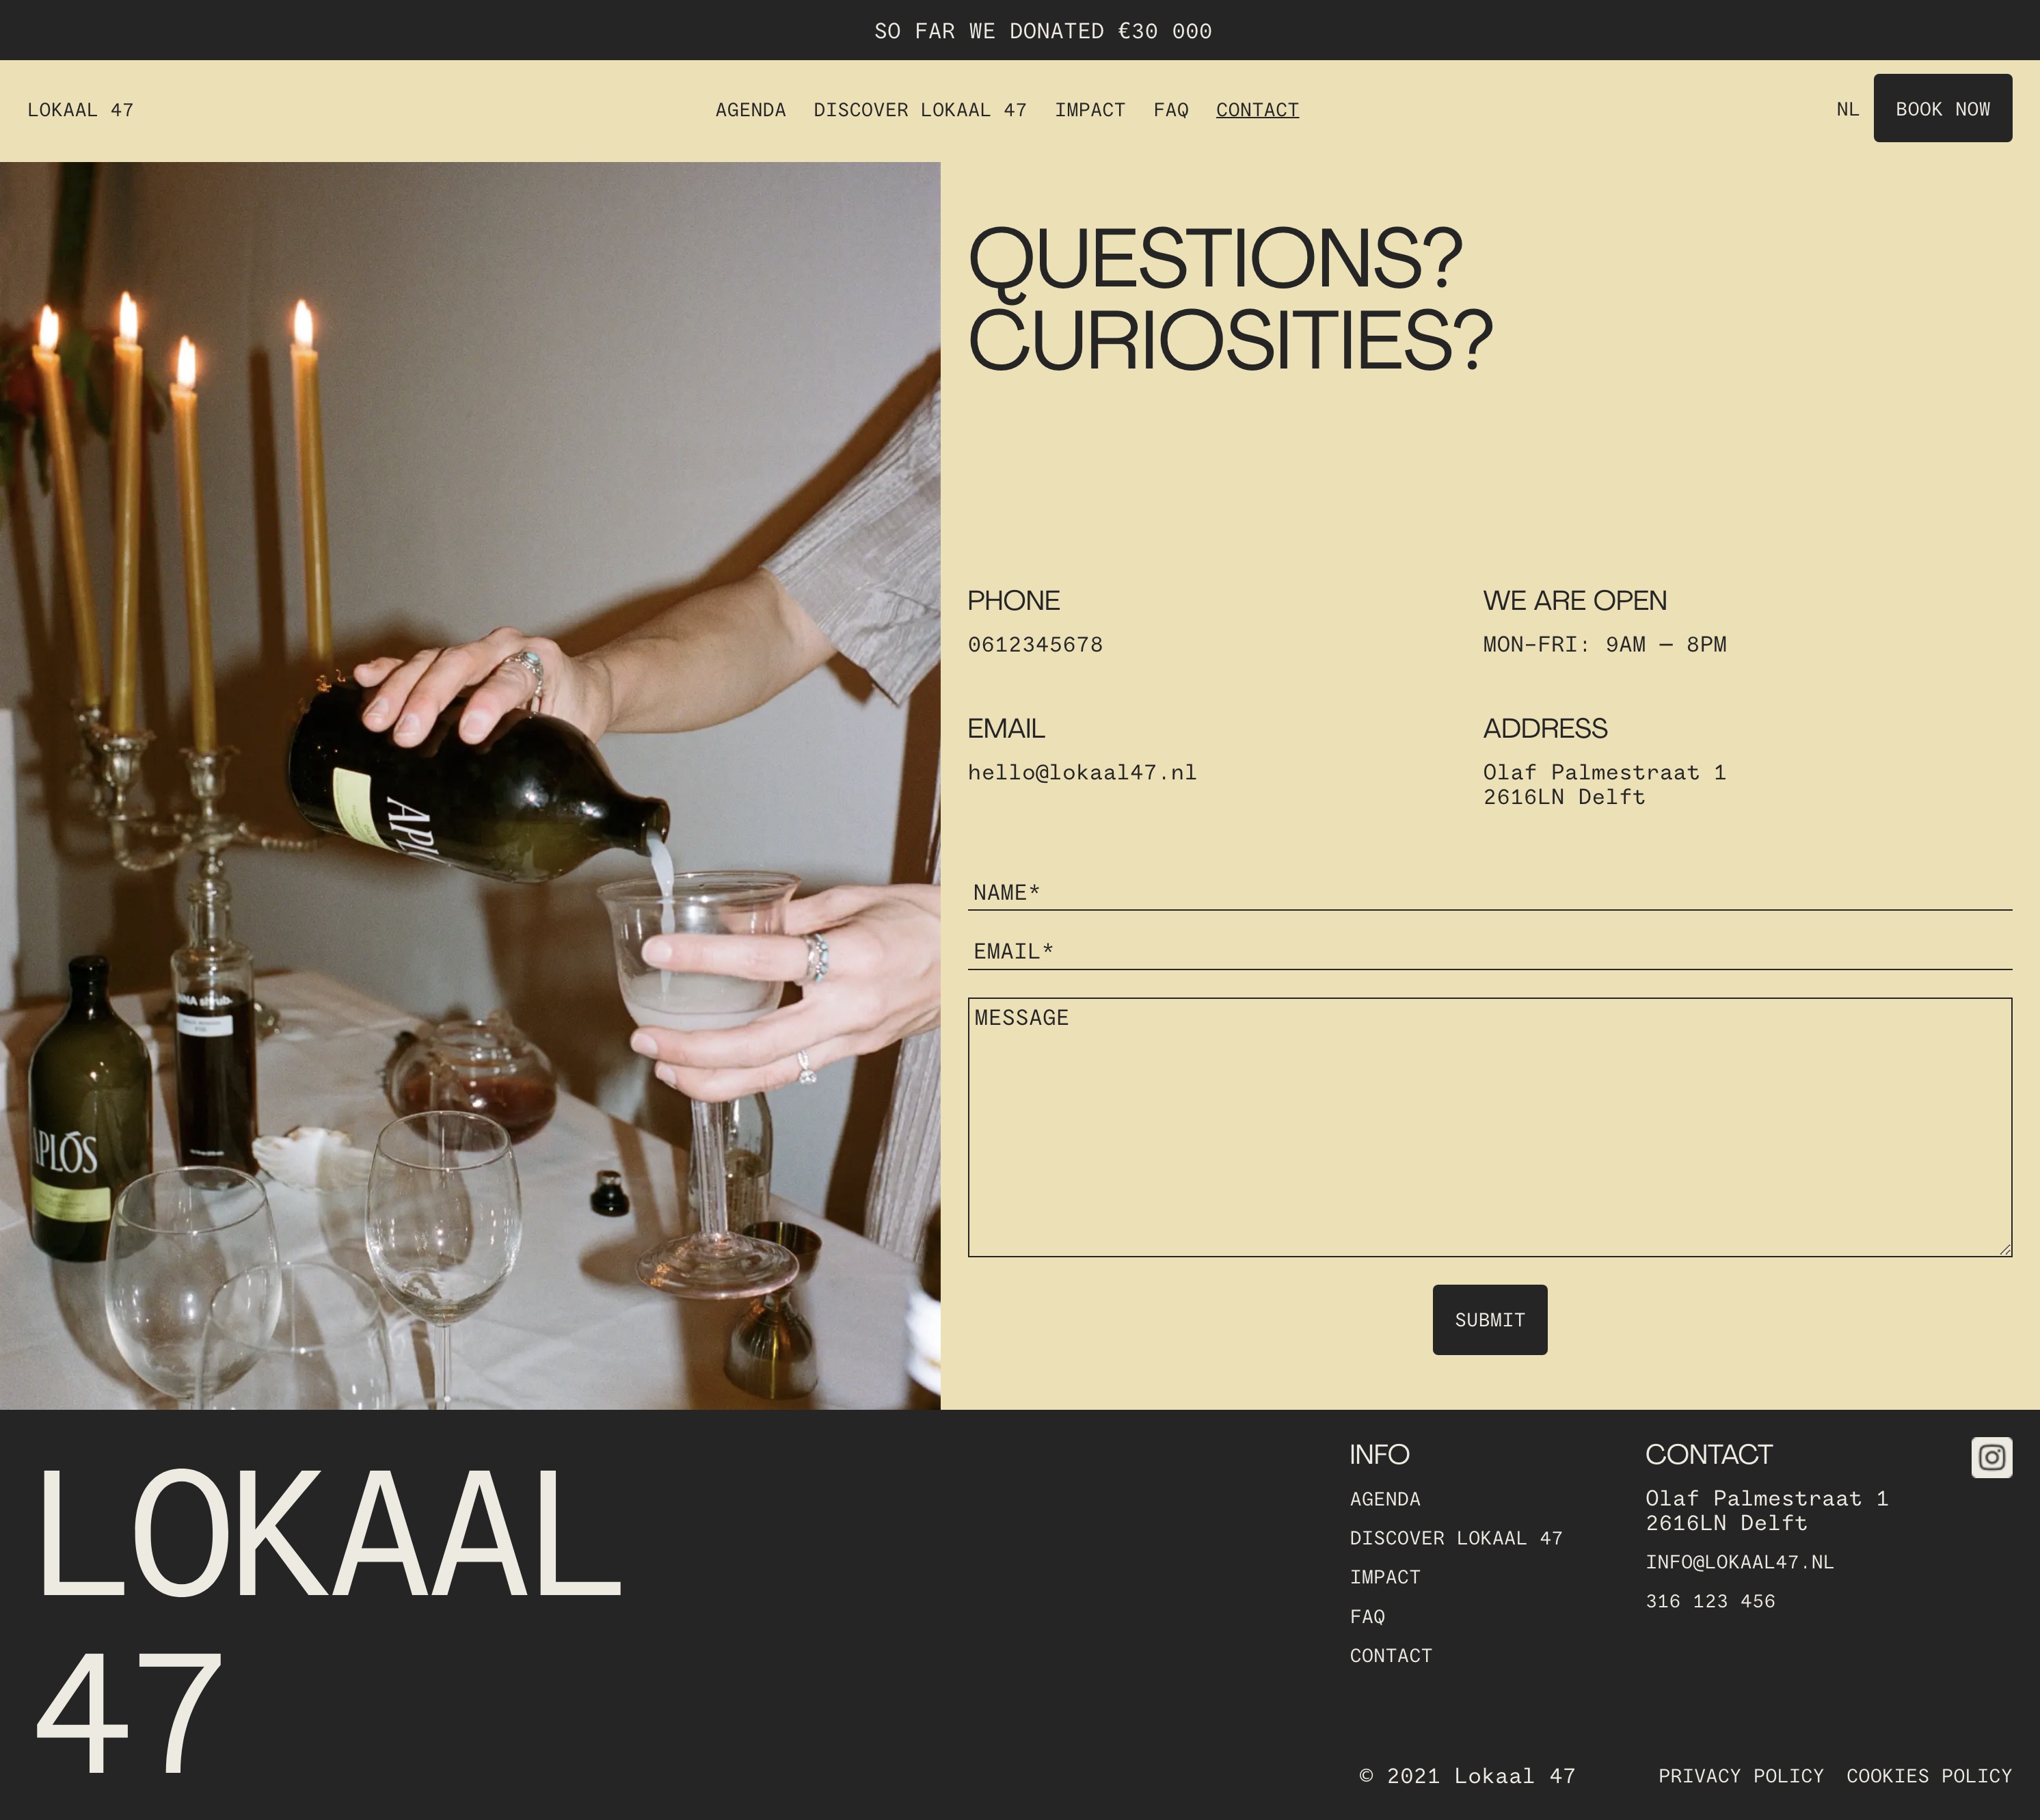 SO FAR WE DONATED €30 000
LOKAAL 47
AGENDA
DISCOVER LOKAAL 47
IMPACT
FAQ
CONTACT
NL
BOOK NOW
QUESTIONS?
CURIOSITIES?
PHONE
0612345678
WE ARE OPEN
MON–FRI: 9AM — 8PM
EMAIL
hello@lokaal47.nl
ADDRESS
Olaf Palmestraat 1
2616LN Delft
NAME*
EMAIL*
MESSAGE
SUBMIT
APLÓS
shrub.
LOKAAL
47
INFO
AGENDA
DISCOVER LOKAAL 47
IMPACT
FAQ
CONTACT
CONTACT
Olaf Palmestraat 1
2616LN Delft
INFO@LOKAAL47.NL
316 123 456
© 2021 Lokaal 47
PRIVACY POLICY
COOKIES POLICY